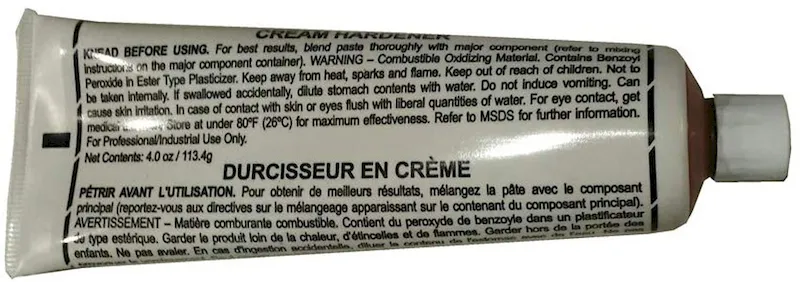 CREAM HARDENER
KNEAD BEFORE USING. For best results, blend paste thoroughly with major component (refer to mixing
instructions on the major component container). WARNING – Combustible Oxidizing Material. Contains Benzoyl
Peroxide in Ester Type Plasticizer. Keep away from heat, sparks and flame. Keep out of reach of children. Not to
be taken internally. If swallowed accidentally, dilute stomach contents with water. Do not induce vomiting. Can
cause skin irritation. In case of contact with skin or eyes flush with liberal quantities of water. For eye contact, get
medical Store at under 80ºF (26ºC) for maximum effectiveness. Refer to MSDS for further information.
For Professional/Industrial Use Only.
Net Contents: 4.0 oz / 113.4g
DURCISSEUR EN CRÈME
PÉTRIR AVANT L'UTILISATION. Pour obtenir de meilleurs résultats, mélangez la pâte avec le composant
principal (reportez-vous aux directives sur le mélangeage apparaissant sur le contenant du composant principal).
AVERTISSEMENT – Matière comburante combustible. Contient du peroxyde de benzoyle dans un plastificateur
de type estérique. Garder le produit loin de la chaleur, d'étincelles et de flammes. Garder hors de la portée des
enfants. Ne pas avaler. En cas d'ingestion accidentelle, diluer le contenu de l'estomac avec de l'eau. Ne pas